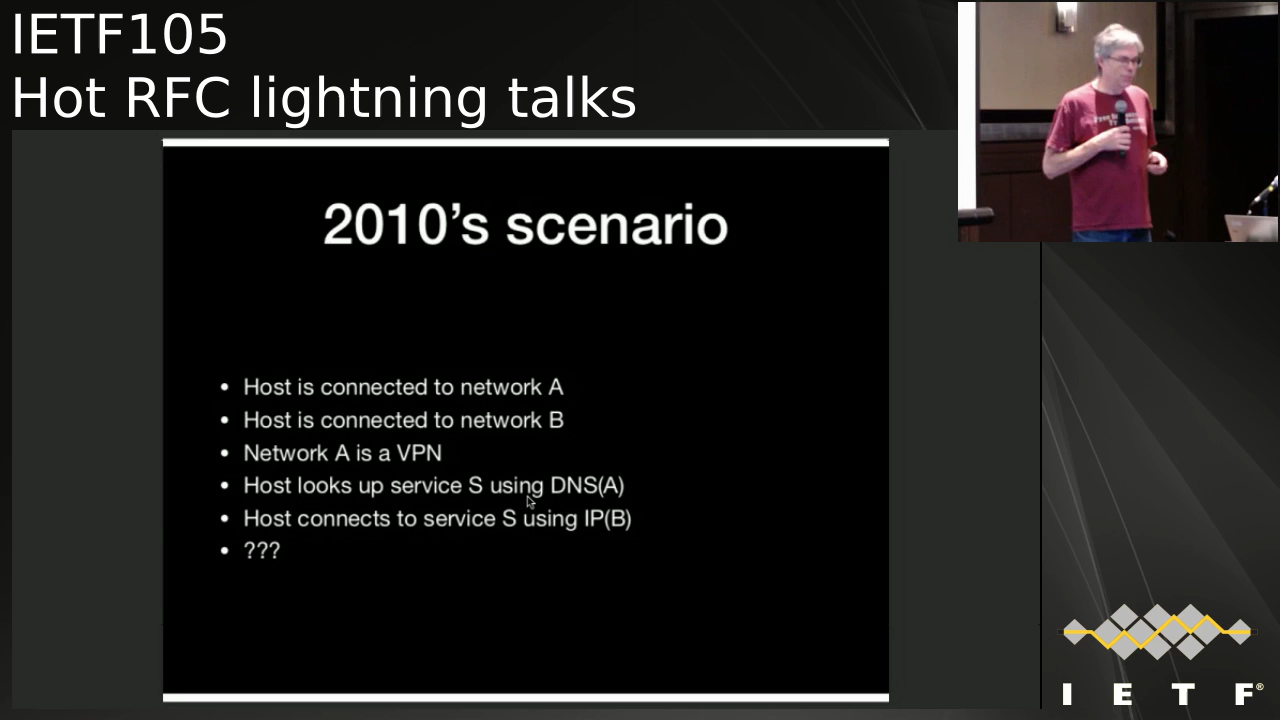 IETF105
Hot RFC lightning talks
2010’s scenario
• Host is connected to network A
• Host is connected to network B
• Network A is a VPN
• Host looks up service S using DNS(A)
• Host connects to service S using IP(B)
• ???
I E T F®